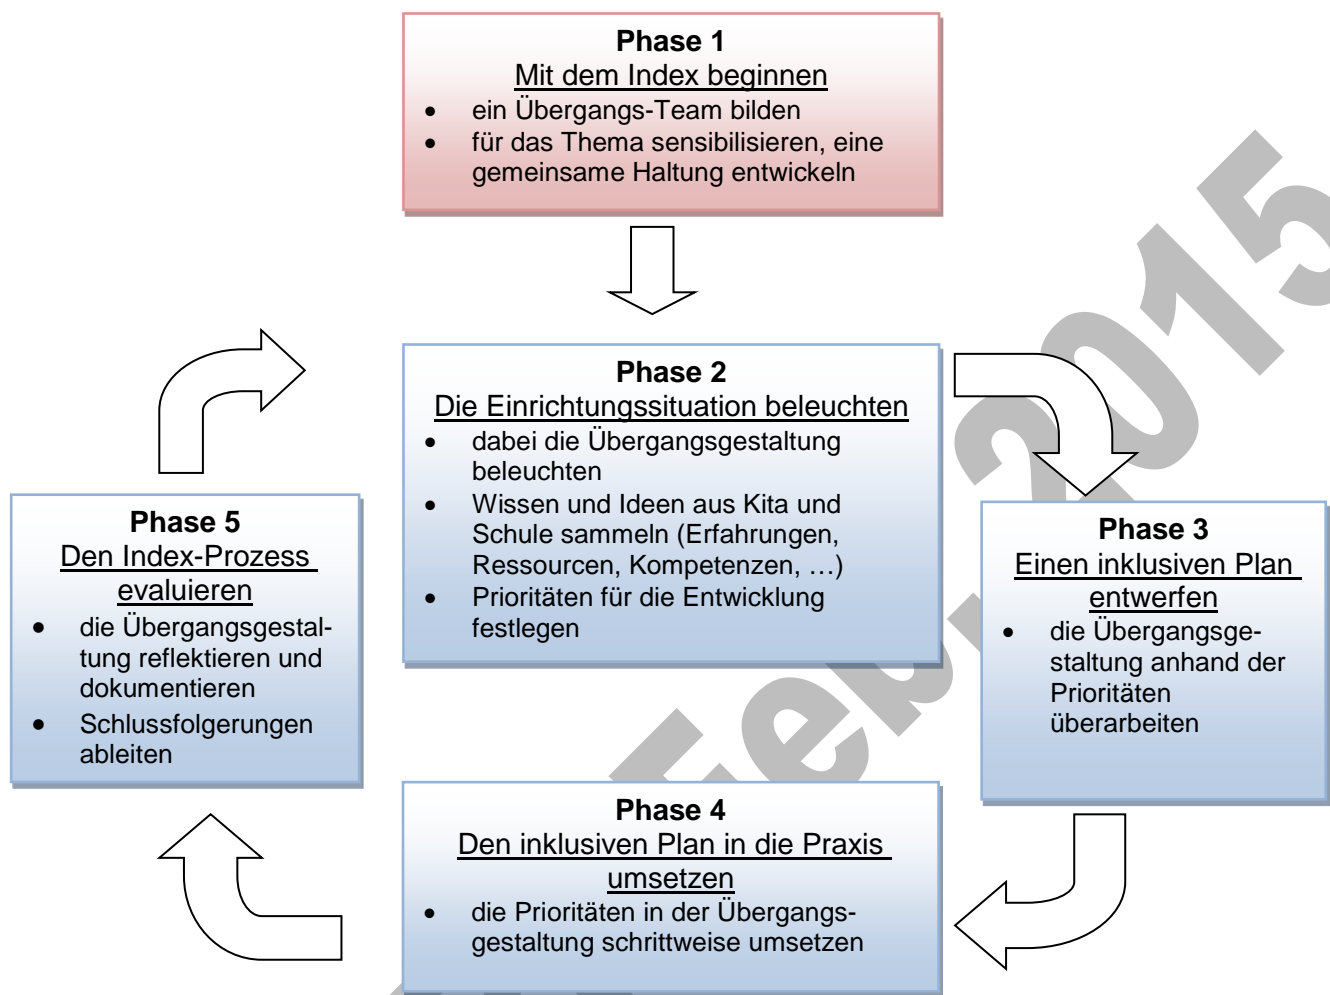 Phase 1
Mit dem Index beginnen
• ein Übergangs-Team bilden
• für das Thema sensibilisieren, eine
gemeinsame Haltung entwickeln
Phase 2
Die Einrichtungssituation beleuchten
• dabei die Übergangsgestaltung
beleuchten
• Wissen und Ideen aus Kita und
Schule sammeln (Erfahrungen,
Ressourcen, Kompetenzen, …)
• Prioritäten für die Entwicklung
festlegen
Phase 3
Einen inklusiven Plan
entwerfen
• die Übergangsge-
staltung anhand der
Prioritäten
überarbeiten
Phase 4
Den inklusiven Plan in die Praxis
umsetzen
• die Prioritäten in der Übergangs-
gestaltung schrittweise umsetzen
Phase 5
Den Index-Prozess
evaluieren
• die Übergangsgestal-
tung reflektieren und
dokumentieren
• Schlussfolgerungen
ableiten
Feb. 2015